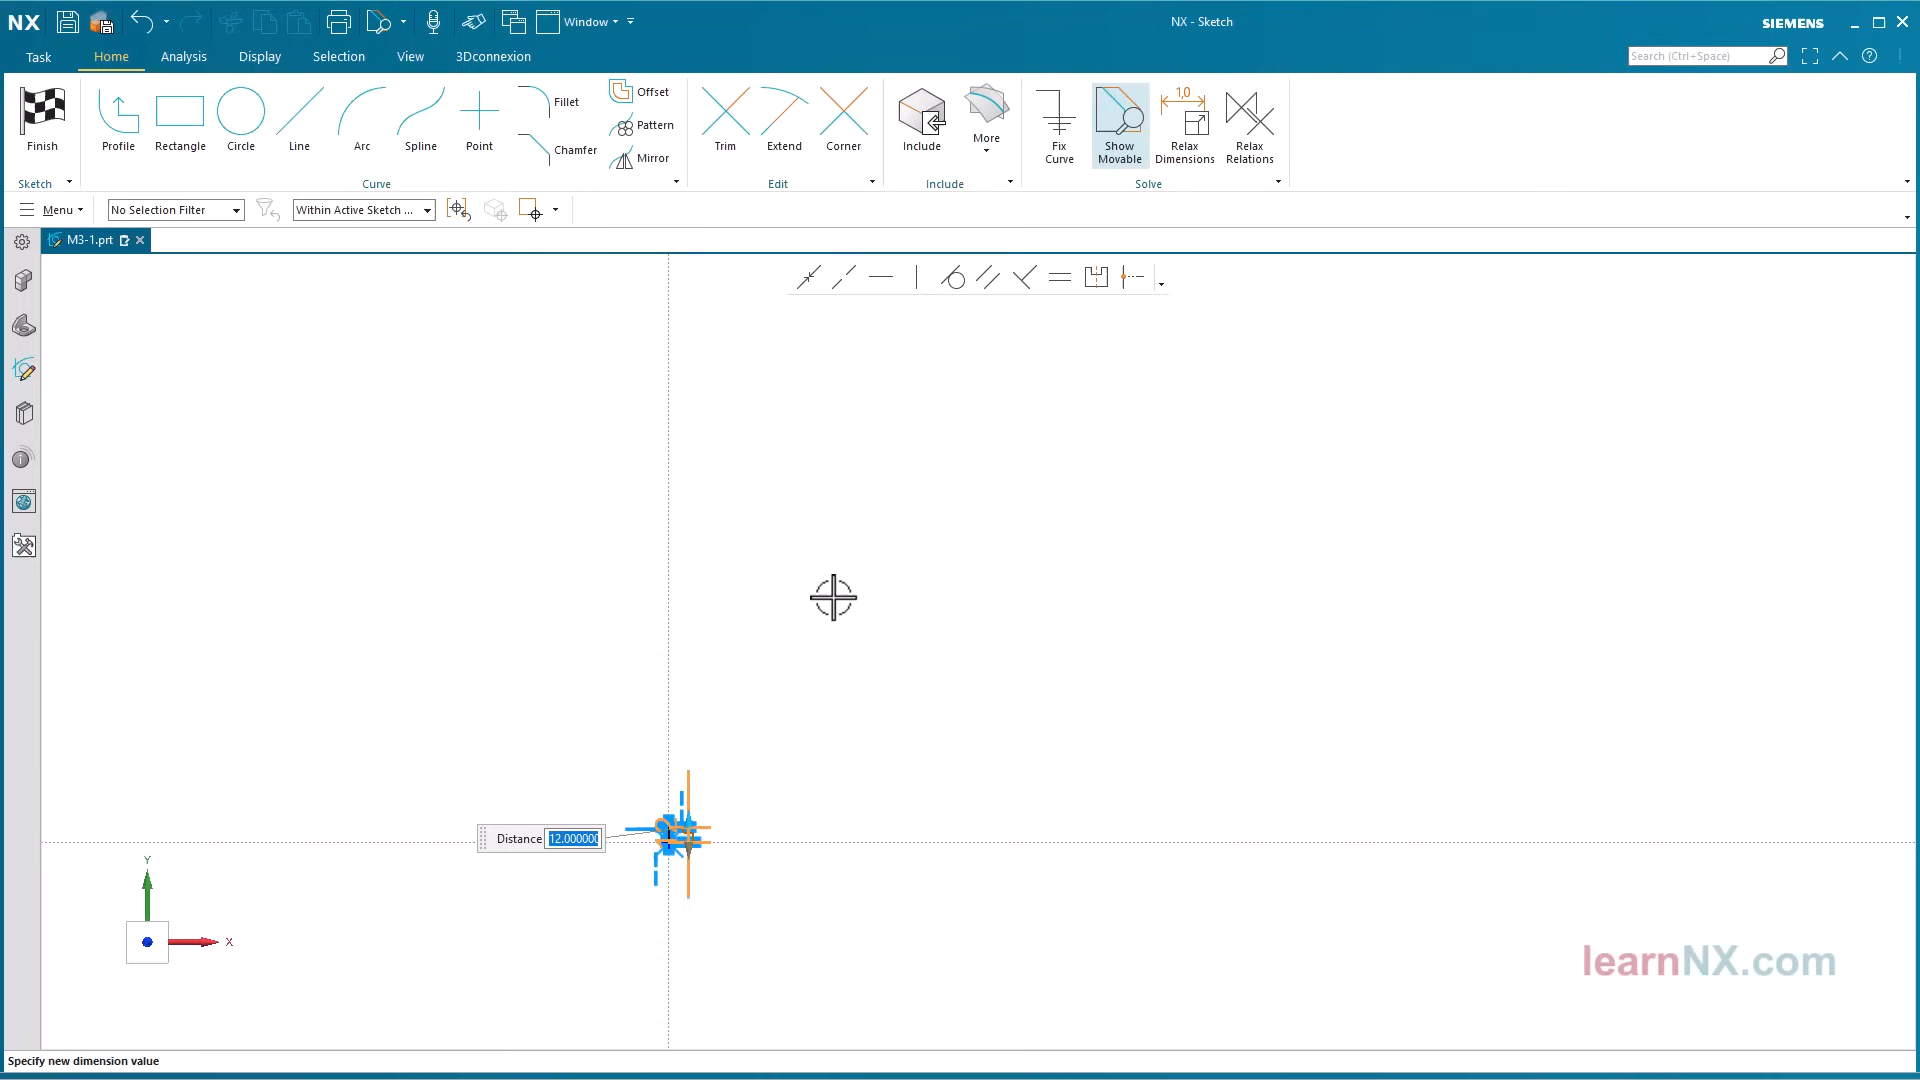 NX
Window
NX - Sketch
SIEMENS
Task
Home
Analysis
Display
Selection
View
3Dconnexion
Search (Ctrl+Space)
Finish
Profile
Rectangle
Circle
Line
Arc
Spline
Point
Fillet
Chamfer
Offset
Pattern
Mirror
Trim
Extend
Corner
Include
More
Fix
Curve
Show
Movable
1,0
Relax
Dimensions
Relax
Relations
Sketch
Curve
Edit
Include
Solve
Menu
No Selection Filter
Within Active Sketch ...
M3-1.prt
Distance
12.000000
Y
X
learnNX.com
Specify new dimension value